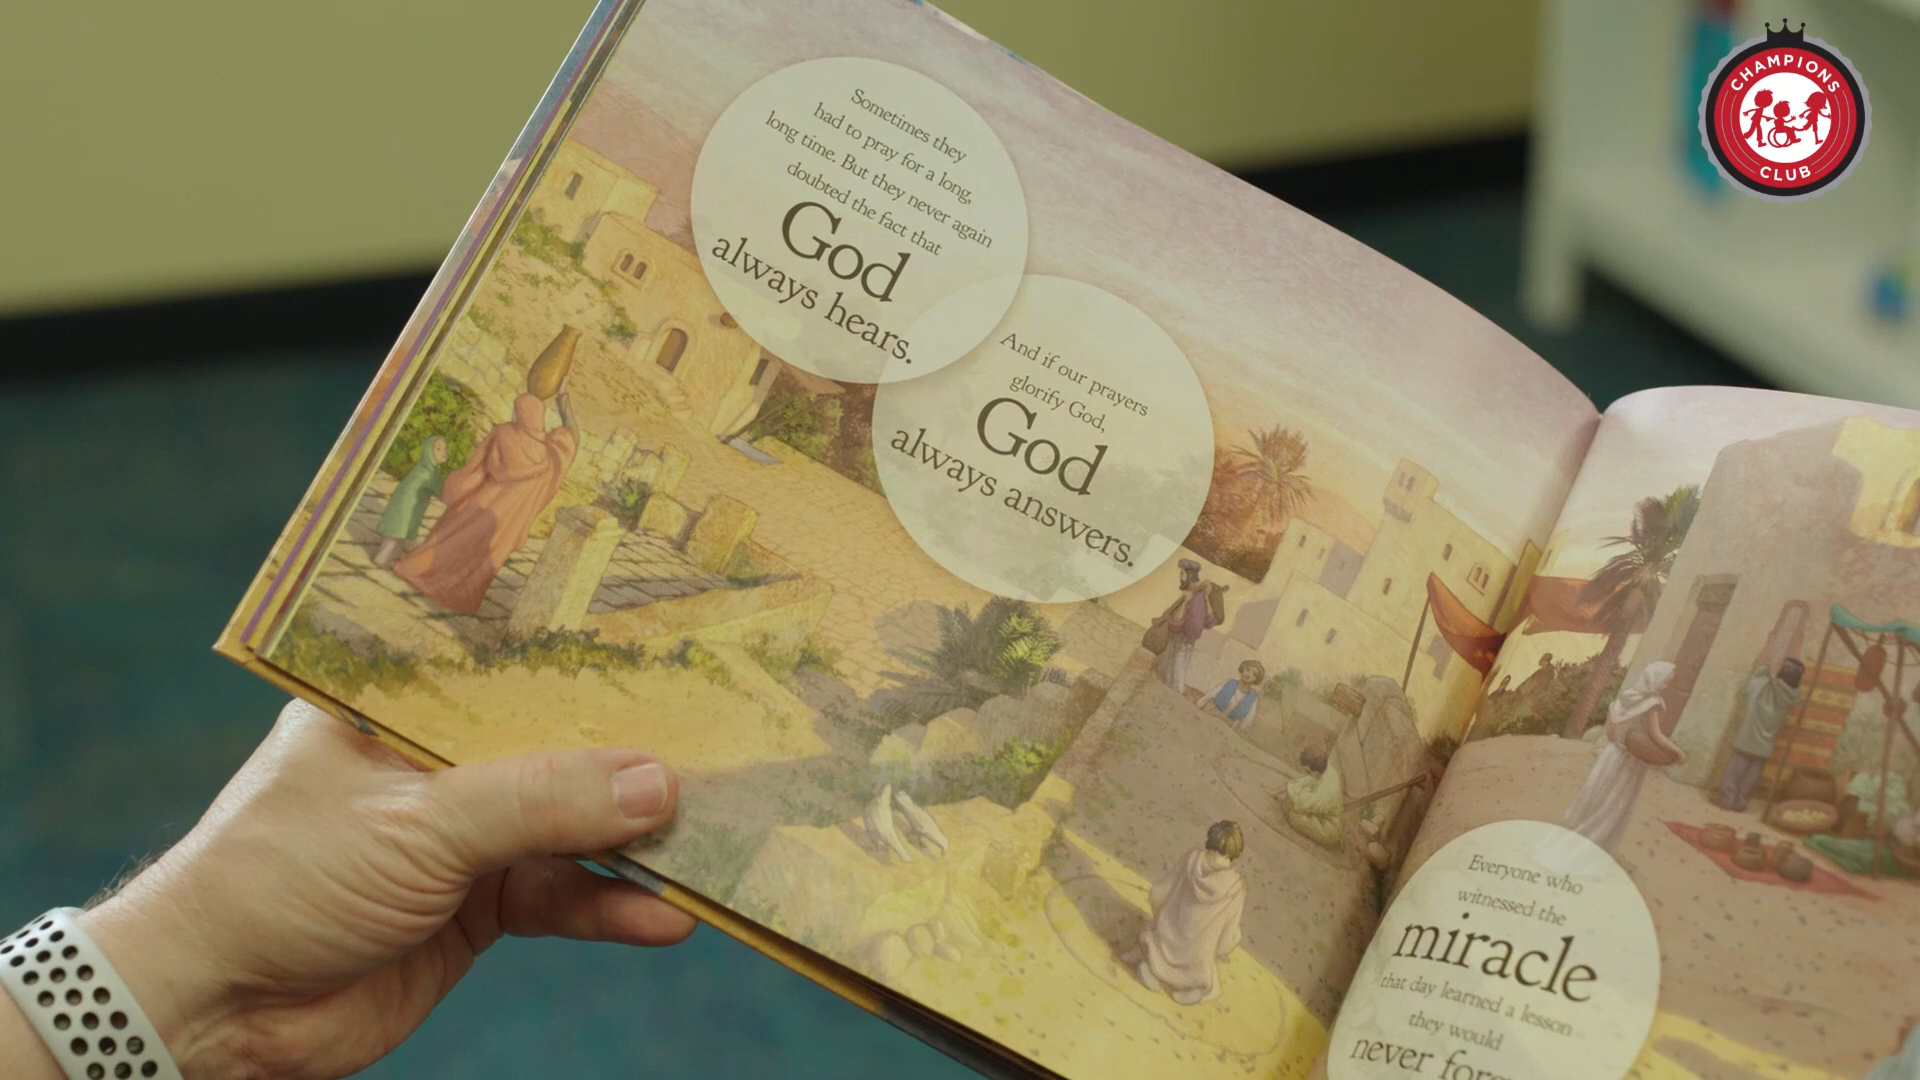 Sometimes they
had to pray for a long,
long time. But they never again
doubted the fact that
God
always hears.
And if our prayers
glorify God,
God
always answers.
Everyone who
witnessed the
miracle
that day learned a lesson
they would
never
CHAMPIONS
CLUB